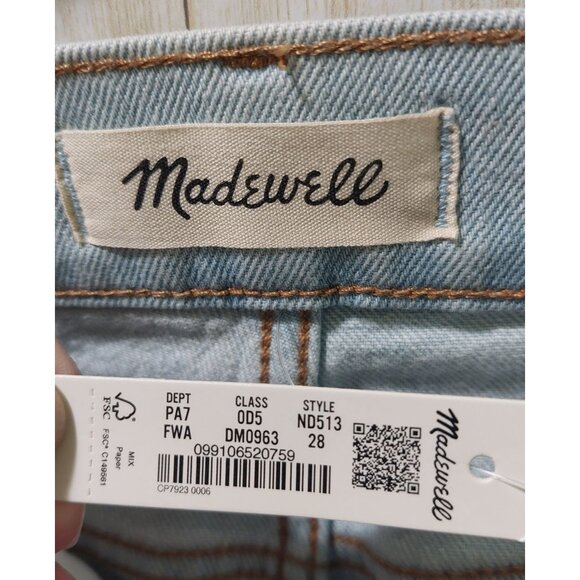 Madewell
DEPT CLASS STYLE
PA7 0D5 ND513
FWA DM0963 28
099106520759
CP7923 0006
FSC
FSC® C149561
MIX
Paper
Madewell